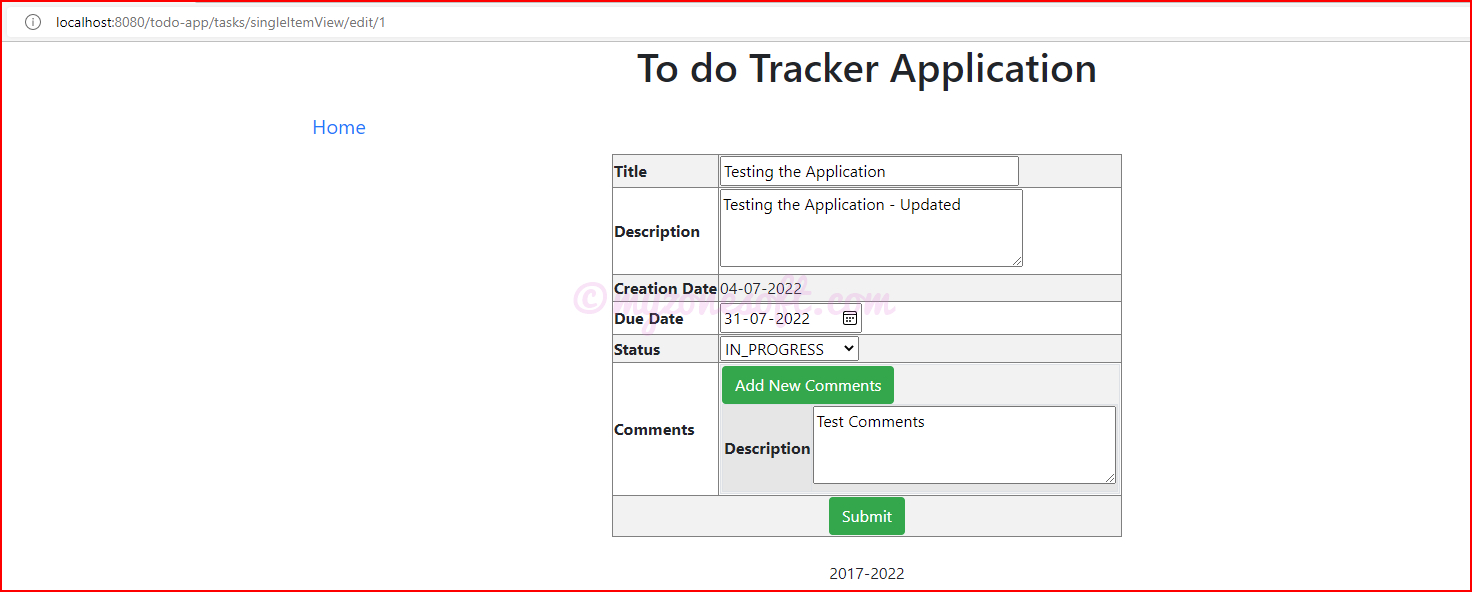 localhost:8080/todo-app/tasks/singleItemView/edit/1
To do Tracker Application
Home
Title Testing the Application
Description Testing the Application - Updated
Creation Date 04-07-2022
©myzonesoft.com
Due Date 31-07-2022
Status IN_PROGRESS
Add New Comments
Comments
Description Test Comments
Submit
2017-2022